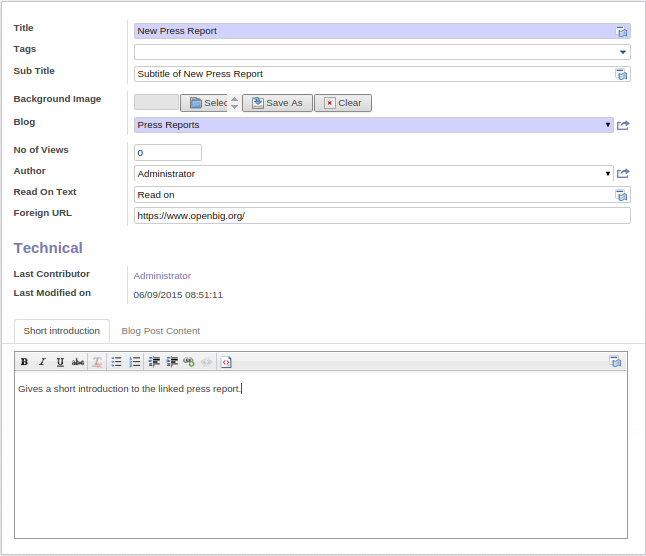 Title New Press Report
Tags
Sub Title Subtitle of New Press Report
Background Image Selec Save As Clear
Blog Press Reports
No of Views 0
Author Administrator
Read On Text Read on
Foreign URL https://www.openbig.org/
Technical
Last Contributor Administrator
Last Modified on 06/09/2015 08:51:11
Short introduction Blog Post Content
B I U abc T
Gives a short introduction to the linked press report.